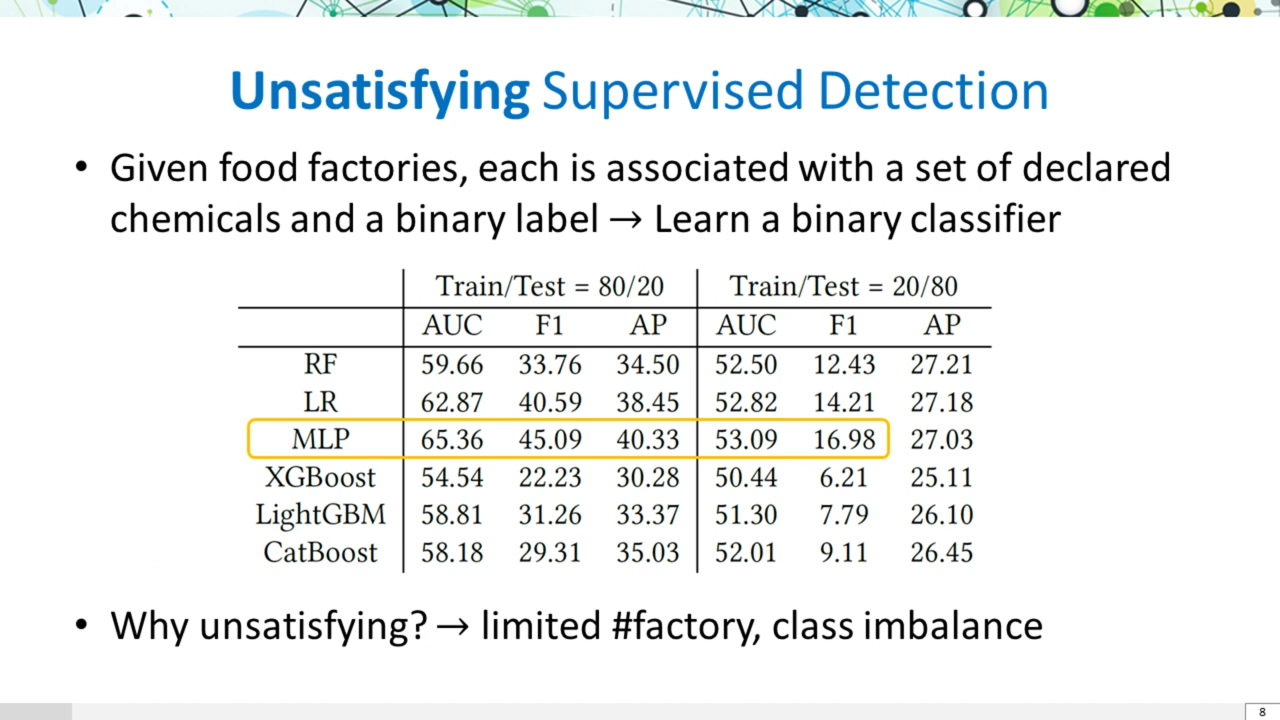 Unsatisfying Supervised Detection
• Given food factories, each is associated with a set of declared
chemicals and a binary label → Learn a binary classifier
Train/Test = 80/20 Train/Test = 20/80
AUC F1 AP AUC F1 AP
RF 59.66 33.76 34.50 52.50 12.43 27.21
LR 62.87 40.59 38.45 52.82 14.21 27.18
MLP 65.36 45.09 40.33 53.09 16.98 27.03
XGBoost 54.54 22.23 30.28 50.44 6.21 25.11
LightGBM 58.81 31.26 33.37 51.30 7.79 26.10
CatBoost 58.18 29.31 35.03 52.01 9.11 26.45
• Why unsatisfying? → limited #factory, class imbalance
8